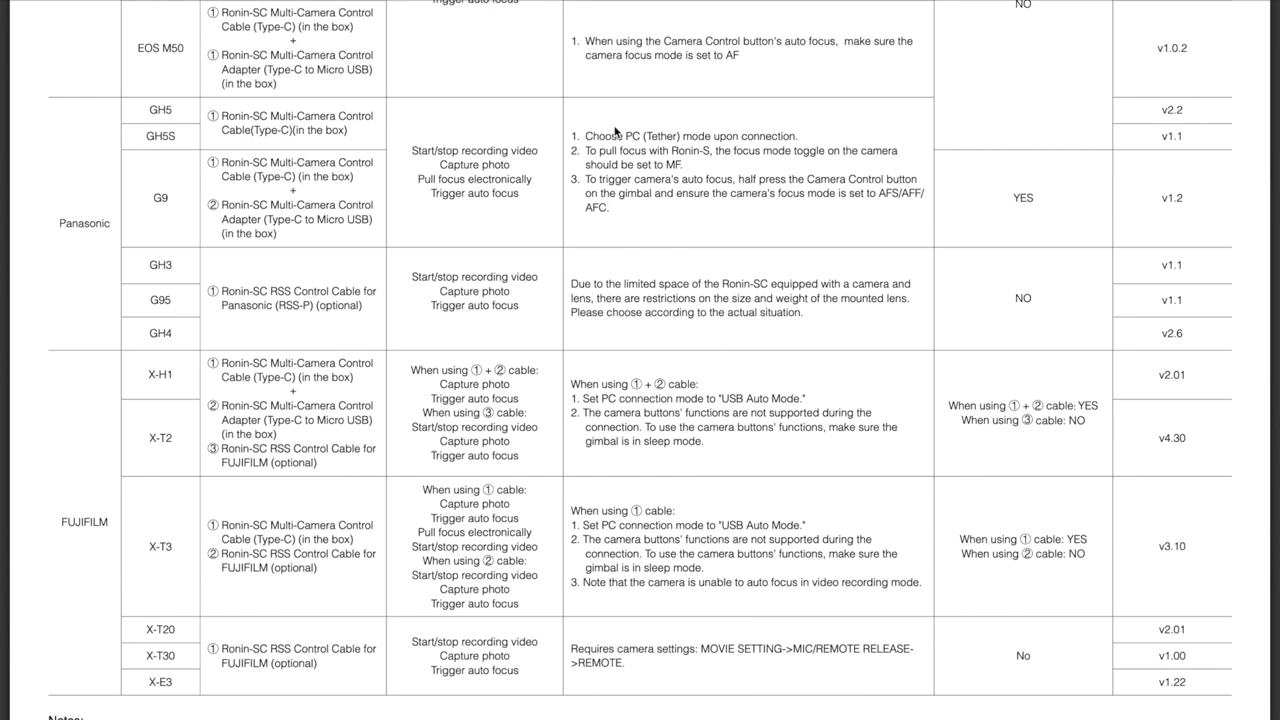 Trigger auto focus
NO
EOS M50
① Ronin-SC Multi-Camera Control
Cable (Type-C) (in the box)
+
① Ronin-SC Multi-Camera Control
Adapter (Type-C to Micro USB)
(in the box)
1. When using the Camera Control button's auto focus, make sure the
camera focus mode is set to AF
v1.0.2
Panasonic
GH5
GH5S
① Ronin-SC Multi-Camera Control
Cable(Type-C)(in the box)
v2.2
v1.1
G9
① Ronin-SC Multi-Camera Control
Cable (Type-C) (in the box)
+
② Ronin-SC Multi-Camera Control
Adapter (Type-C to Micro USB)
(in the box)
Start/stop recording video
Capture photo
Pull focus electronically
Trigger auto focus
1. Choose PC (Tether) mode upon connection.
2. To pull focus with Ronin-S, the focus mode toggle on the camera
should be set to MF.
3. To trigger camera's auto focus, half press the Camera Control button
on the gimbal and ensure the camera's focus mode is set to AFS/AFF/
AFC.
YES
v1.2
GH3
G95
GH4
① Ronin-SC RSS Control Cable for
Panasonic (RSS-P) (optional)
Start/stop recording video
Capture photo
Trigger auto focus
Due to the limited space of the Ronin-SC equipped with a camera and
lens, there are restrictions on the size and weight of the mounted lens.
Please choose according to the actual situation.
NO
v1.1
v1.1
v2.6
FUJIFILM
X-H1
X-T2
① Ronin-SC Multi-Camera Control
Cable (Type-C) (in the box)
+
② Ronin-SC Multi-Camera Control
Adapter (Type-C to Micro USB)
(in the box)
③ Ronin-SC RSS Control Cable for
FUJIFILM (optional)
When using ① + ② cable:
Capture photo
Trigger auto focus
When using ③ cable:
Start/stop recording video
Capture photo
Trigger auto focus
When using ① + ② cable:
1. Set PC connection mode to "USB Auto Mode."
2. The camera buttons' functions are not supported during the
connection. To use the camera buttons' functions, make sure the
gimbal is in sleep mode.
When using ① + ② cable: YES
When using ③ cable: NO
v2.01
v4.30
X-T3
① Ronin-SC Multi-Camera Control
Cable (Type-C) (in the box)
② Ronin-SC RSS Control Cable for
FUJIFILM (optional)
When using ① cable:
Capture photo
Trigger auto focus
Pull focus electronically
Start/stop recording video
When using ② cable:
Start/stop recording video
Capture photo
Trigger auto focus
When using ① cable:
1. Set PC connection mode to "USB Auto Mode."
2. The camera buttons' functions are not supported during the
connection. To use the camera buttons' functions, make sure the
gimbal is in sleep mode.
3. Note that the camera is unable to auto focus in video recording mode.
When using ① cable: YES
When using ② cable: NO
v3.10
X-T20
X-T30
X-E3
① Ronin-SC RSS Control Cable for
FUJIFILM (optional)
Start/stop recording video
Capture photo
Trigger auto focus
Requires camera settings: MOVIE SETTING->MIC/REMOTE RELEASE-
>REMOTE.
No
v2.01
v1.00
v1.22
Notes: